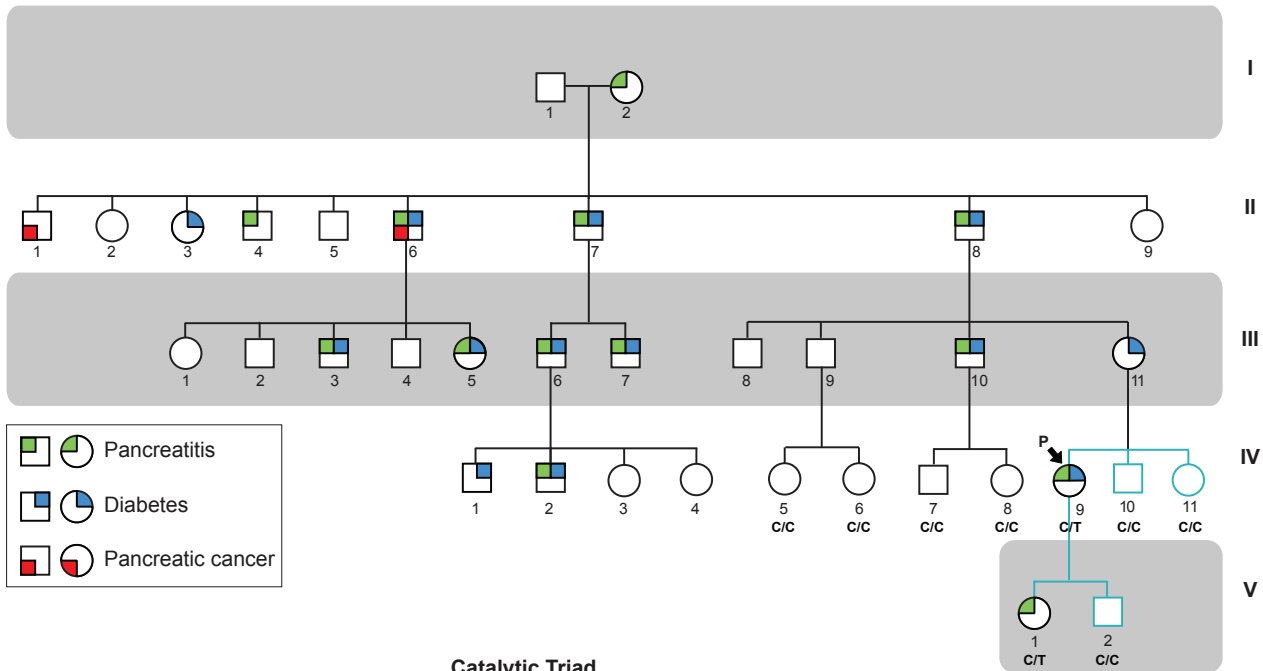 I
1 2
II
1 2 3 4 5 6 7 8 9
III
1 2 3 4 5 6 7 8 9 10 11
Pancreatitis
Diabetes
Pancreatic cancer
P
IV
1 2 3 4 5 6 7 8 9 10 11
C/C C/C C/C C/C C/T C/C C/C
V
1 2
C/T C/C
Catalytic Triad